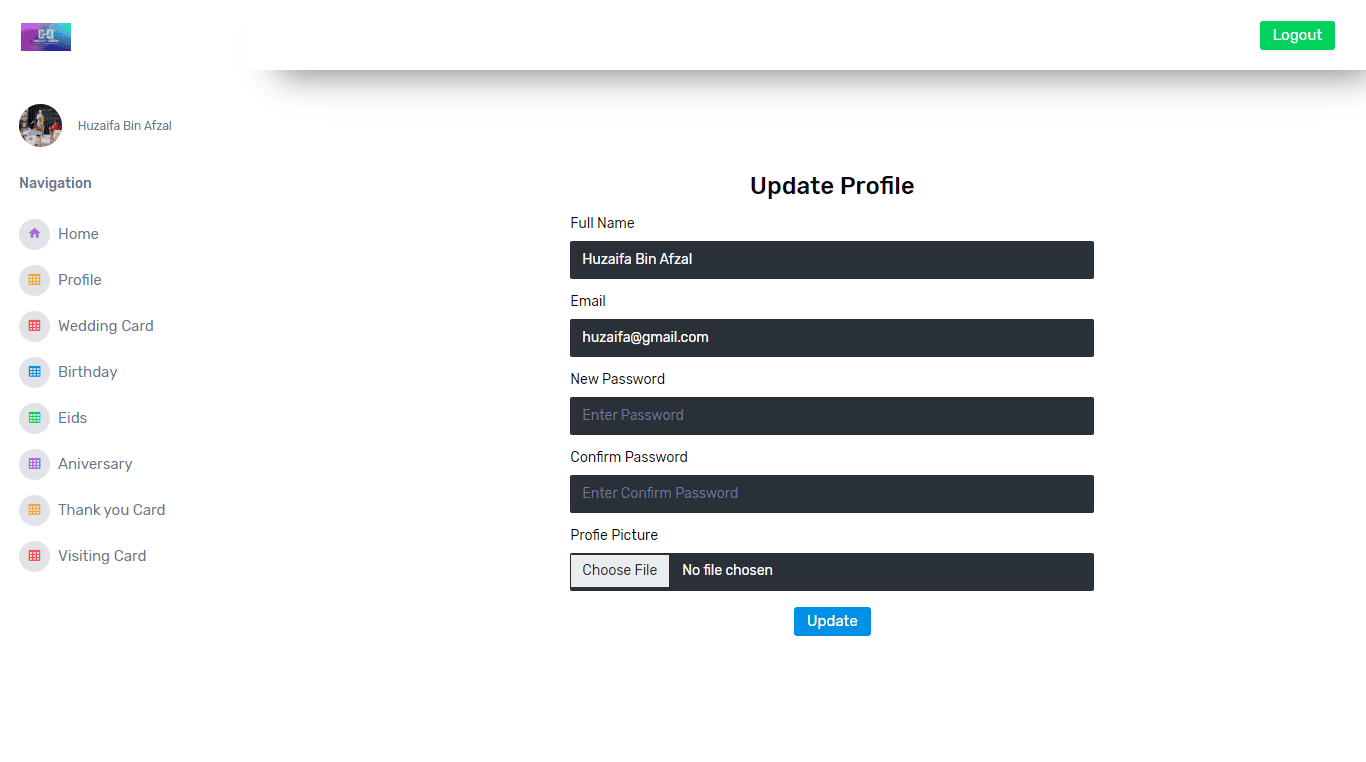 Logout
Huzaifa Bin Afzal
Navigation
Home
Profile
Wedding Card
Birthday
Eids
Aniversary
Thank you Card
Visiting Card
Update Profile
Full Name
Huzaifa Bin Afzal
Email
huzaifa@gmail.com
New Password
Enter Password
Confirm Password
Enter Confirm Password
Profie Picture
Choose File No file chosen
Update